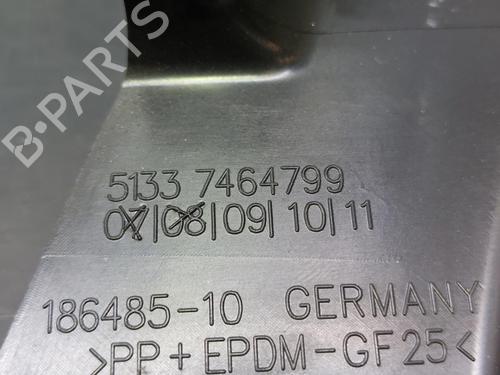 B-PARTS
5133 7464799
07/|08|09|10|11
186485-10 GERMANY
>PP+EPDM-GF25<